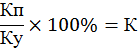 Кп/Ку × 100% = К